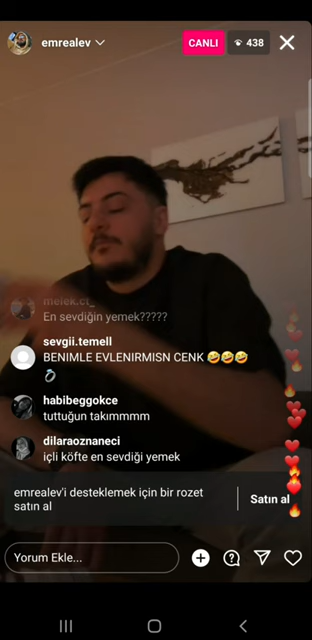 emrealev
CANLI
438
melek.ct_
En sevdiğin yemek?????
sevgii.temell
BENIMLE EVLENIRMISN CENK 🤣🤣🤣
💍
habibeggokce
tuttuğun takımmmm
dilaraoznaneci
içli köfte en sevdiği yemek
emrealev'i desteklemek için bir rozet
satın al
Satın al
Yorum Ekle...